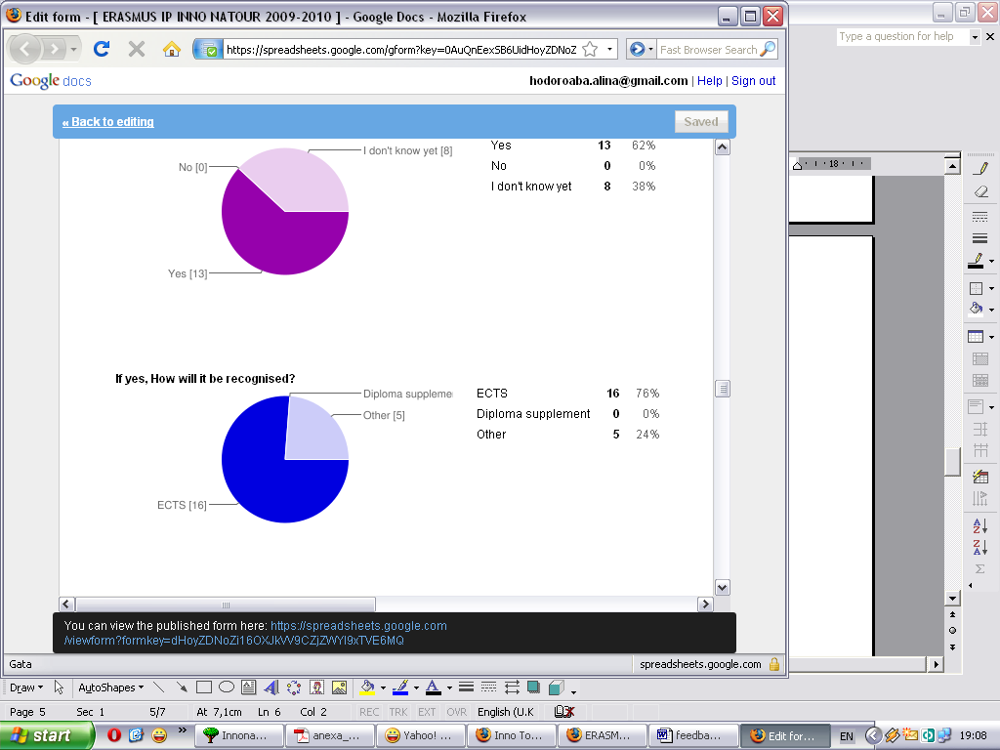 Edit form - [ ERASMUS IP INNO NATOUR 2009-2010 ] - Google Docs - Mozilla Firefox
https://spreadsheets.google.com/gform?key=0AuQnEexSB6UidHoyZDNoZ
Fast Browser Search
Type a question for help
Google docs
hodoroaba.alina@gmail.com | Help | Sign out
« Back to editing
Saved
I don't know yet [8]
No [0]
Yes [13]
Yes 13 62%
No 0 0%
I don't know yet 8 38%
18
If yes, How will it be recognised?
Diploma suppleme
Other [5]
ECTS [16]
ECTS 16 76%
Diploma supplement 0 0%
Other 5 24%
You can view the published form here: https://spreadsheets.google.com
/viewform?formkey=dHoyZDNoZi16OXJkVV9CZjZWYl9xTVE6MQ
Gata
spreadsheets.google.com
Draw AutoShapes
Page 5 Sec 1 5/7 At 7,1cm Ln 6 Col 2 REC TRK EXT OVR English (U.K
start Innona... anexa_... Yahoo! ... Inno To... ERASM... feedba... Edit for... EN 19:08